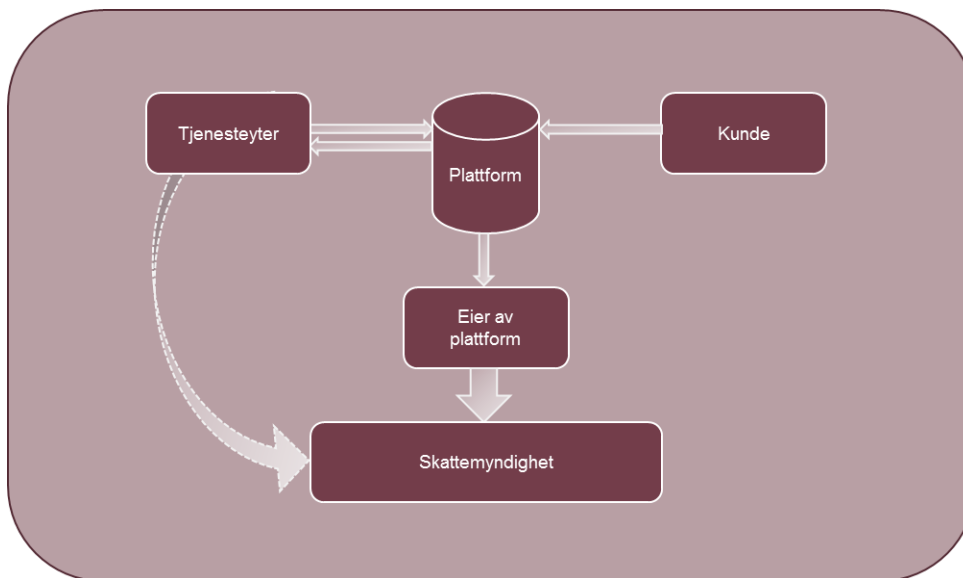 Tjenesteyter
Plattform
Kunde
Eier av
plattform
Skattemyndighet